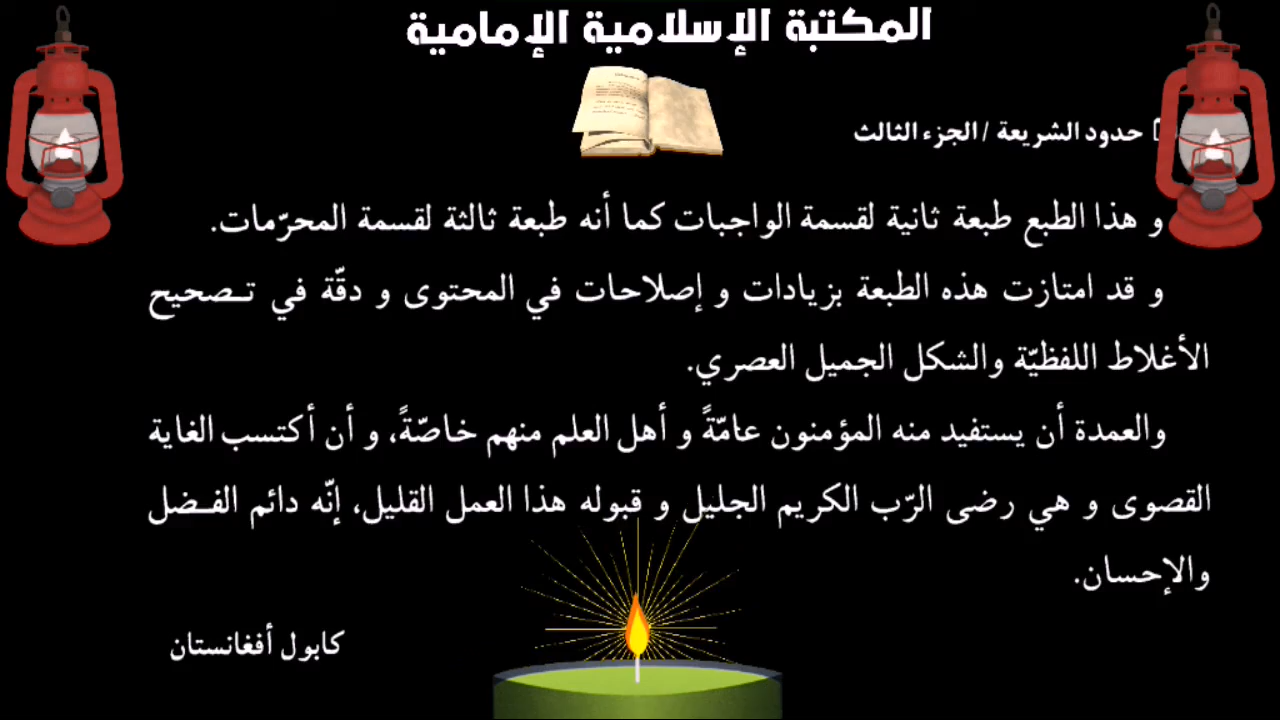 المكتبة الإسلامية الإمامية
حدود الشريعة / الجزء الثالث
و هذا الطبع طبعة ثانية لقسمة الواجبات كما أنه طبعة ثالثة لقسمة المحرّمات.
و قد امتازت هذه الطبعة بزيادات و إصلاحات في المحتوى و دقّة في تـصحيح
الأغلاط اللفظيّة والشكل الجميل العصري.
والعمدة أن يستفيد منه المؤمنون عامّةً و أهل العلم منهم خاصّةً، و أن أكتسب الغاية
القصوى و هي رضى الرّب الكريم الجليل و قبوله هذا العمل القليل، إنّه دائم الفـضل
والإحسان.
كابول أفغانستان